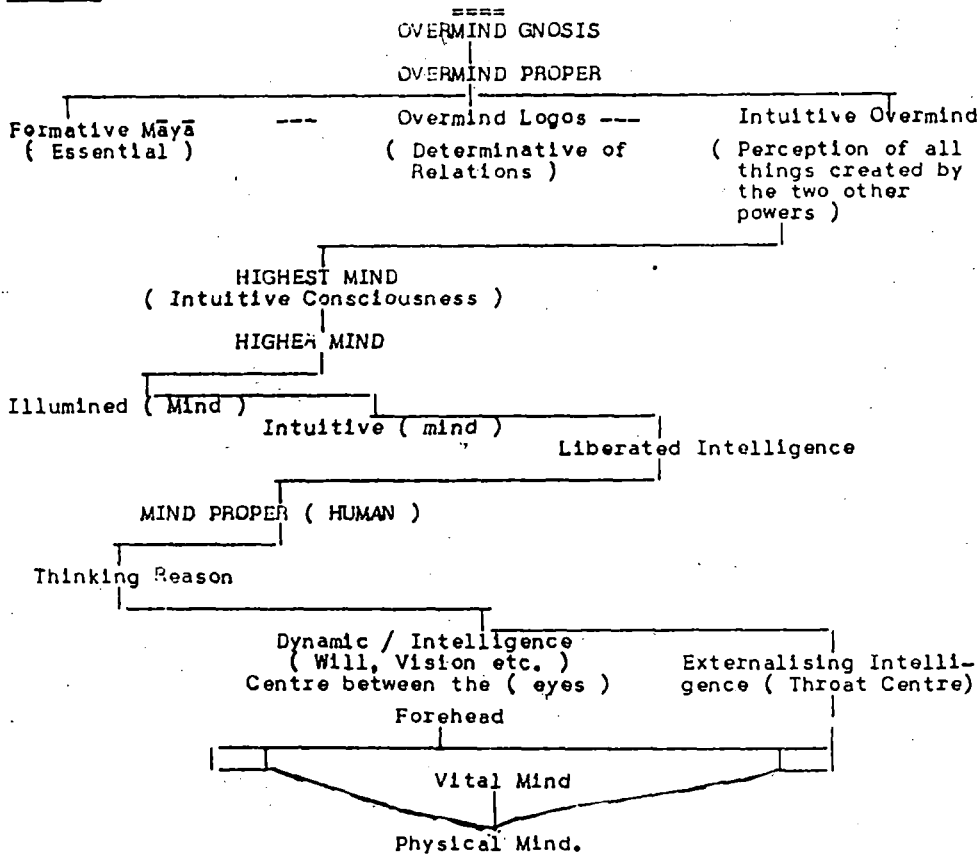 ====
OVERMIND GNOSIS
OVERMIND PROPER
Formative Māyā --- Overmind Logos --- Intuitive Overmind
( Essential ) ( Determinative of ( Perception of all
Relations ) things created by
the two other
powers )
HIGHEST MIND
( Intuitive Consciousness )
HIGHER MIND
Illumined ( Mind )
Intuitive ( mind )
Liberated Intelligence
MIND PROPER ( HUMAN )
Thinking Reason
Dynamic / Intelligence
( Will, Vision etc. ) Externalising Intelli-
Centre between the ( eyes ) gence ( Throat Centre)
Forehead
Vital Mind
Physical Mind.